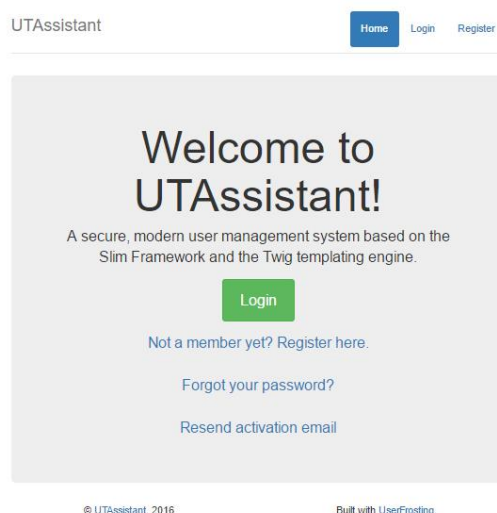 UTAssistant
Home Login Register
Welcome to
UTAssistant!
A secure, modern user management system based on the
Slim Framework and the Twig templating engine.
Login
Not a member yet? Register here.
Forgot your password?
Resend activation email
© UTAssistant, 2016 Built with UserFrosting